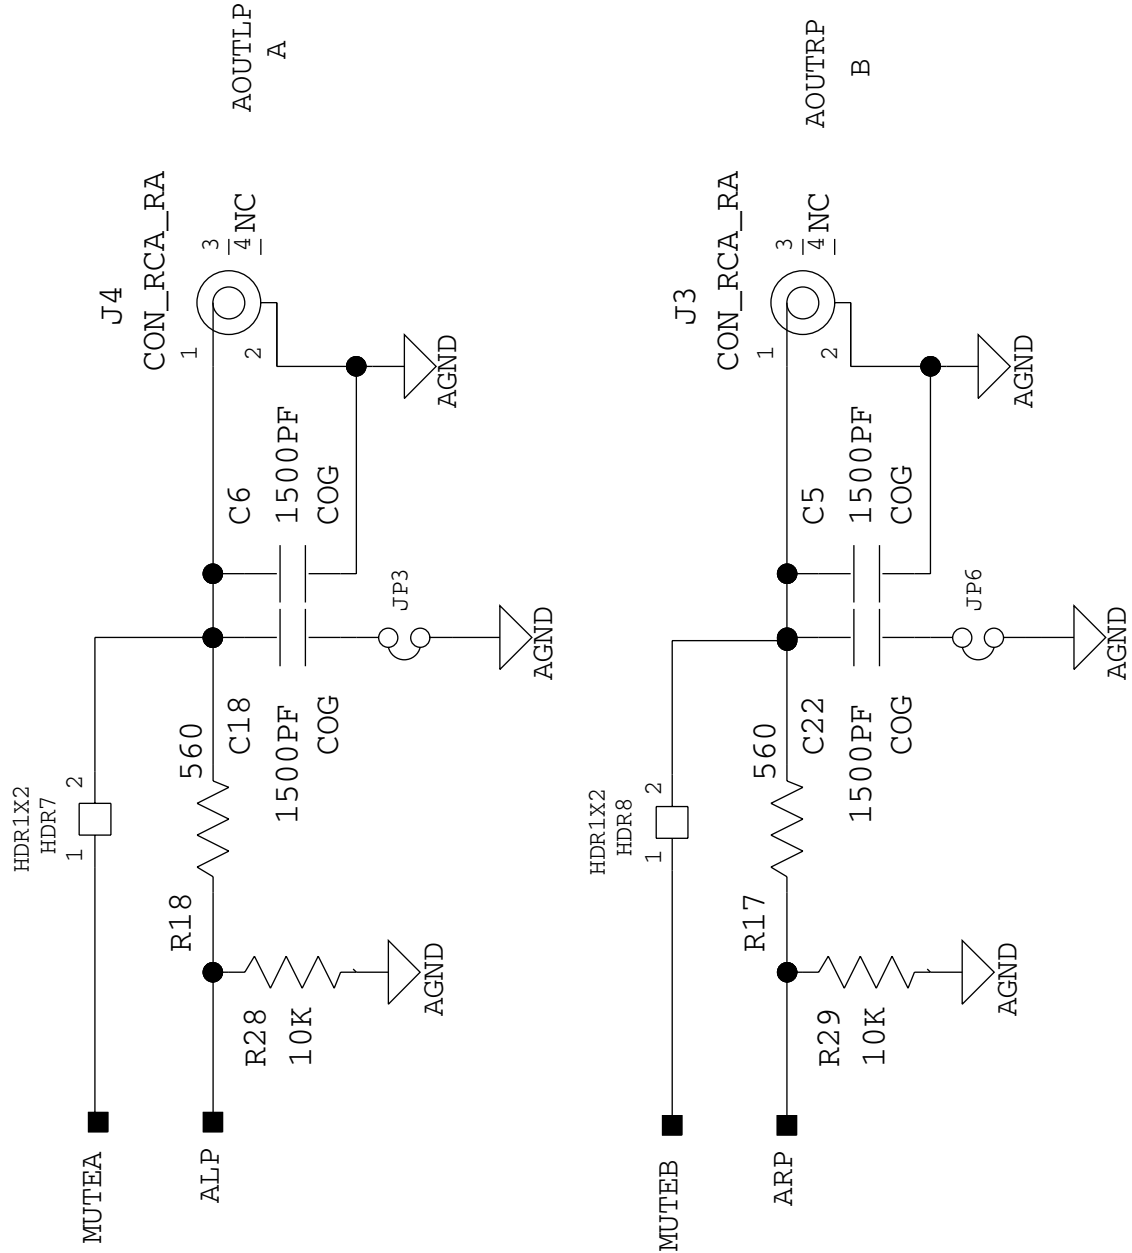 AOUTLP
A
J4
CON_RCA_RA
1
2
3
4
NC
AGND
C6
1500PF
COG
JP3
AGND
C18
1500PF
COG
560
R18
HDR1X2
HDR7
1
2
R28
10K
AGND
MUTEA
ALP
AOUTRP
B
J3
CON_RCA_RA
1
2
3
4
NC
AGND
C5
1500PF
COG
JP6
AGND
C22
1500PF
COG
560
R17
HDR1X2
HDR8
1
2
R29
10K
AGND
MUTEB
ARP